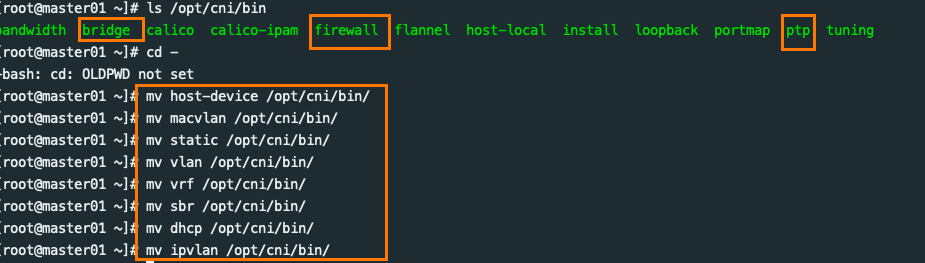 [root@master01 ~]# ls /opt/cni/bin
bandwidth bridge calico calico-ipam firewall flannel host-local install loopback portmap ptp tuning
[root@master01 ~]# cd -
-bash: cd: OLDPWD not set
[root@master01 ~]# mv host-device /opt/cni/bin/
[root@master01 ~]# mv macvlan /opt/cni/bin/
[root@master01 ~]# mv static /opt/cni/bin/
[root@master01 ~]# mv vlan /opt/cni/bin/
[root@master01 ~]# mv vrf /opt/cni/bin/
[root@master01 ~]# mv sbr /opt/cni/bin/
[root@master01 ~]# mv dhcp /opt/cni/bin/
[root@master01 ~]# mv ipvlan /opt/cni/bin/